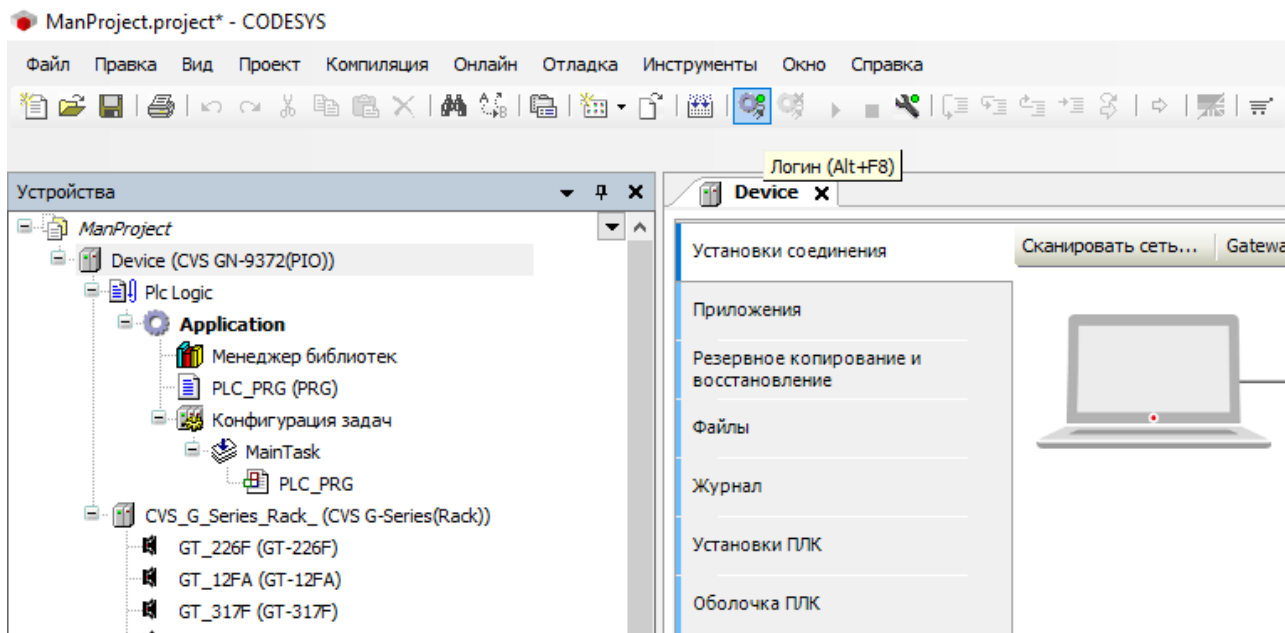 ManProject.project* - CODESYS
Файл Правка Вид Проект Компиляция Онлайн Отладка Инструменты Окно Справка
Логин (Alt+F8)
Устройства
Device
ManProject
Device (CVS GN-9372(PIO))
Plc Logic
Application
Менеджер библиотек
PLC_PRG (PRG)
Конфигурация задач
MainTask
PLC_PRG
CVS_G_Series_Rack_ (CVS G-Series(Rack))
GT_226F (GT-226F)
GT_12FA (GT-12FA)
GT_317F (GT-317F)
Установки соединения
Приложения
Резервное копирование и
восстановление
Файлы
Журнал
Установки ПЛК
Оболочка ПЛК
Сканировать сеть... Gatewa